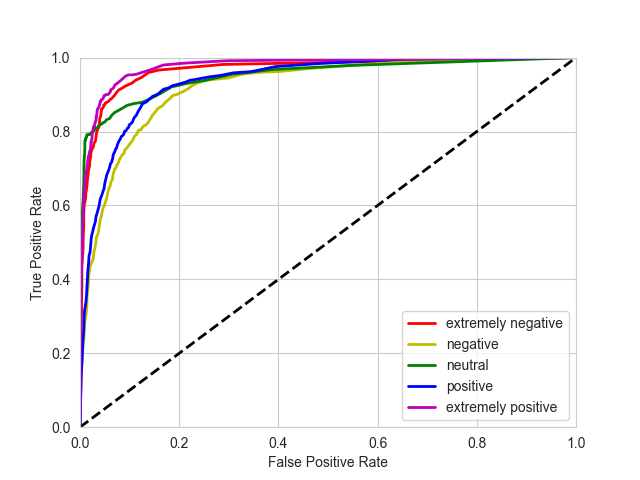 1.0
0.8
0.6
0.4
0.2
0.0
True Positive Rate
extremely negative
negative
neutral
positive
extremely positive
0.0 0.2 0.4 0.6 0.8 1.0
False Positive Rate